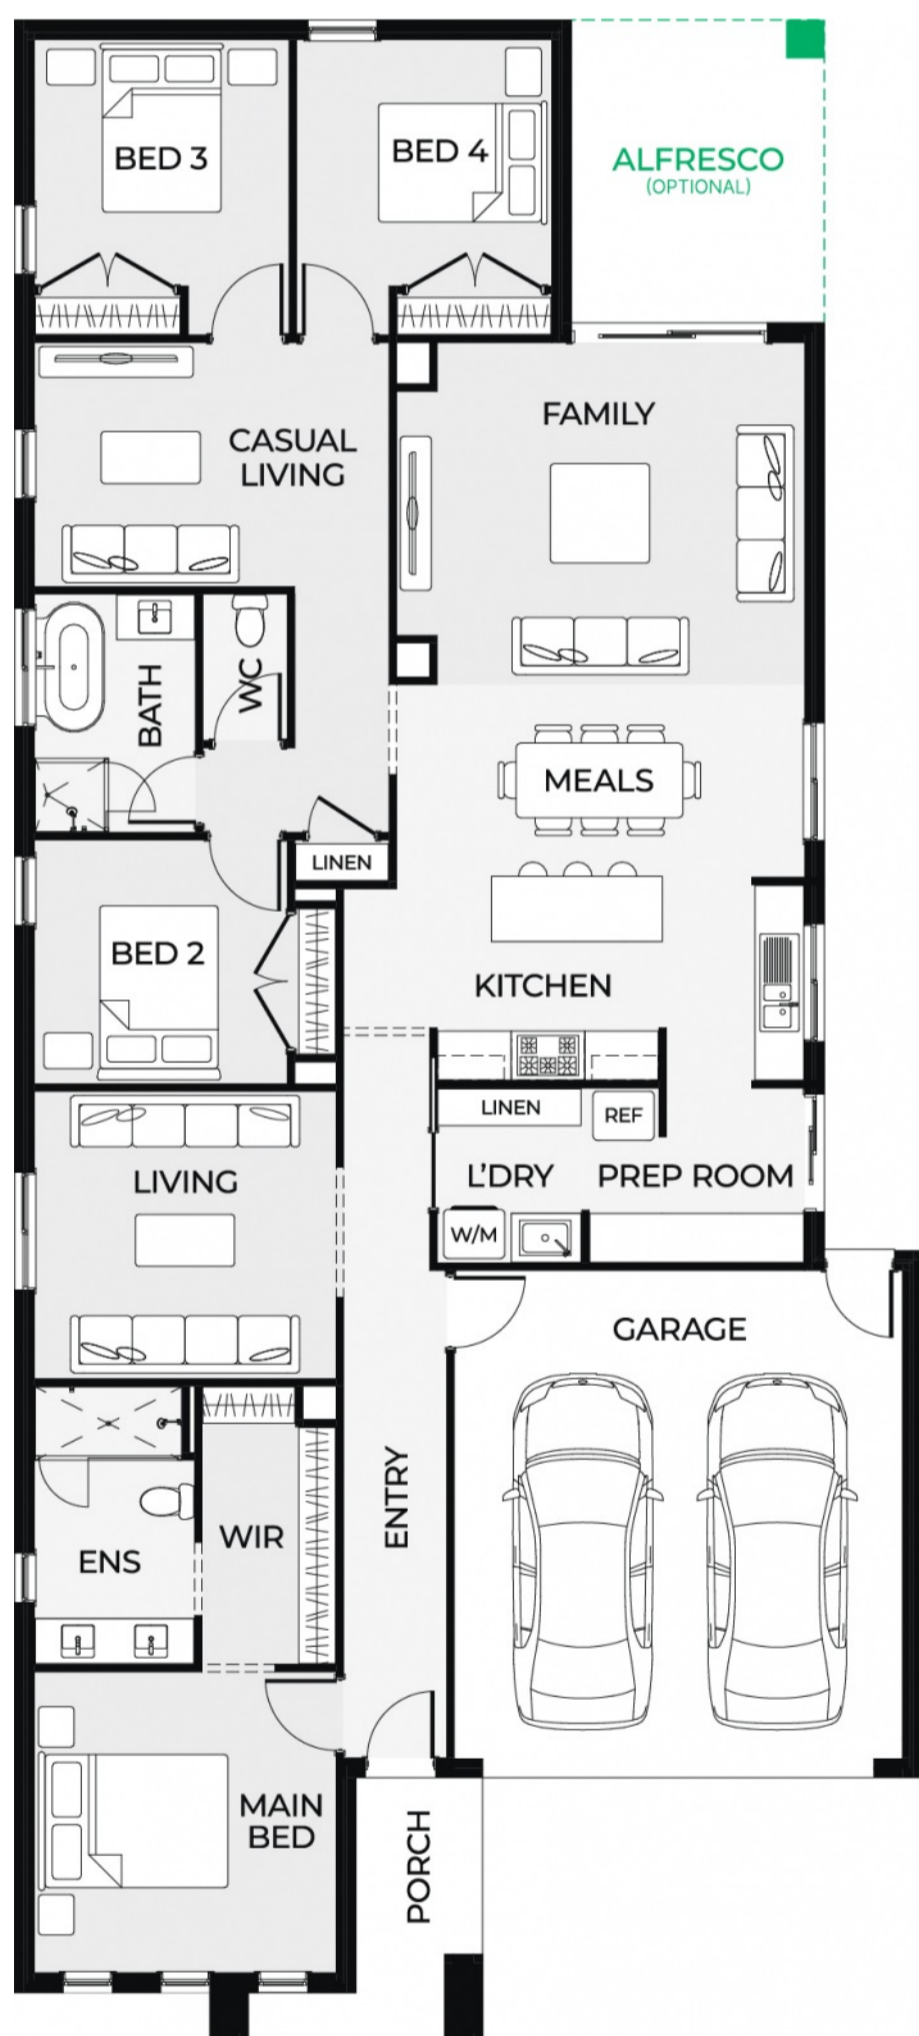 BED 3
BED 4
ALFRESCO
(OPTIONAL)
CASUAL
LIVING
FAMILY
BATH
WC
MEALS
LINEN
BED 2
KITCHEN
LINEN
REF
LIVING
L'DRY
PREP ROOM
W/M
GARAGE
ENTRY
WIR
ENS
MAIN
BED
PORCH